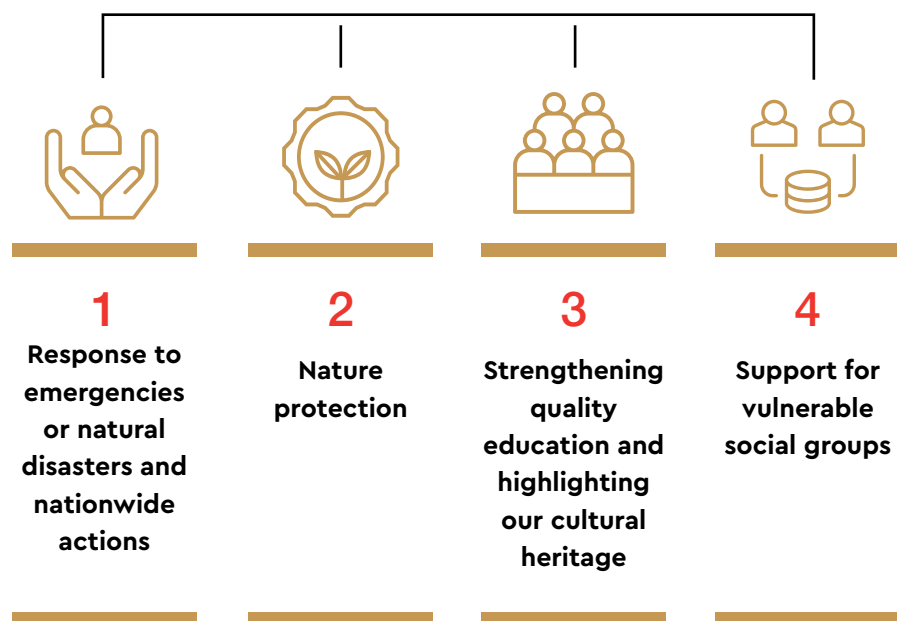 1
Response to
emergencies
or natural
disasters and
nationwide
actions
2
Nature
protection
3
Strengthening
quality
education and
highlighting
our cultural
heritage
4
Support for
vulnerable
social groups